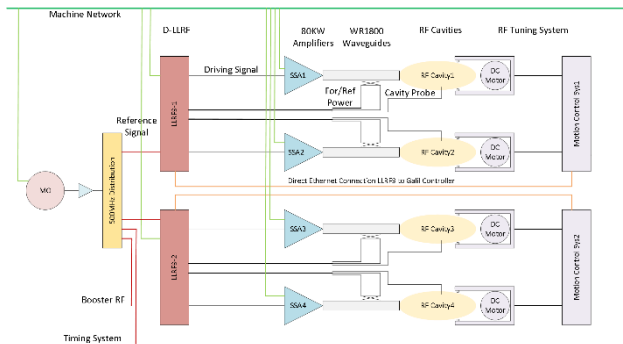 Machine Network
D-LLRF
80KW
Amplifiers
WR1800
Waveguides
RF Cavities
RF Tuning System
Driving Signal
SSA1
RF Cavity1
DC
Motor
For/Ref
Power
Cavity Probe
LLRF9-1
Motion Control Sys1
Reference
Signal
SSA2
RF Cavity2
DC
Motor
Direct Ethernet Connection LLRF9 to Galil Controller
MO
500MHz Distribution
SSA3
RF Cavity3
DC
Motor
LLRF9-2
Motion Control Sys2
Booster RF
SSA4
RF Cavity4
DC
Motor
Timing System